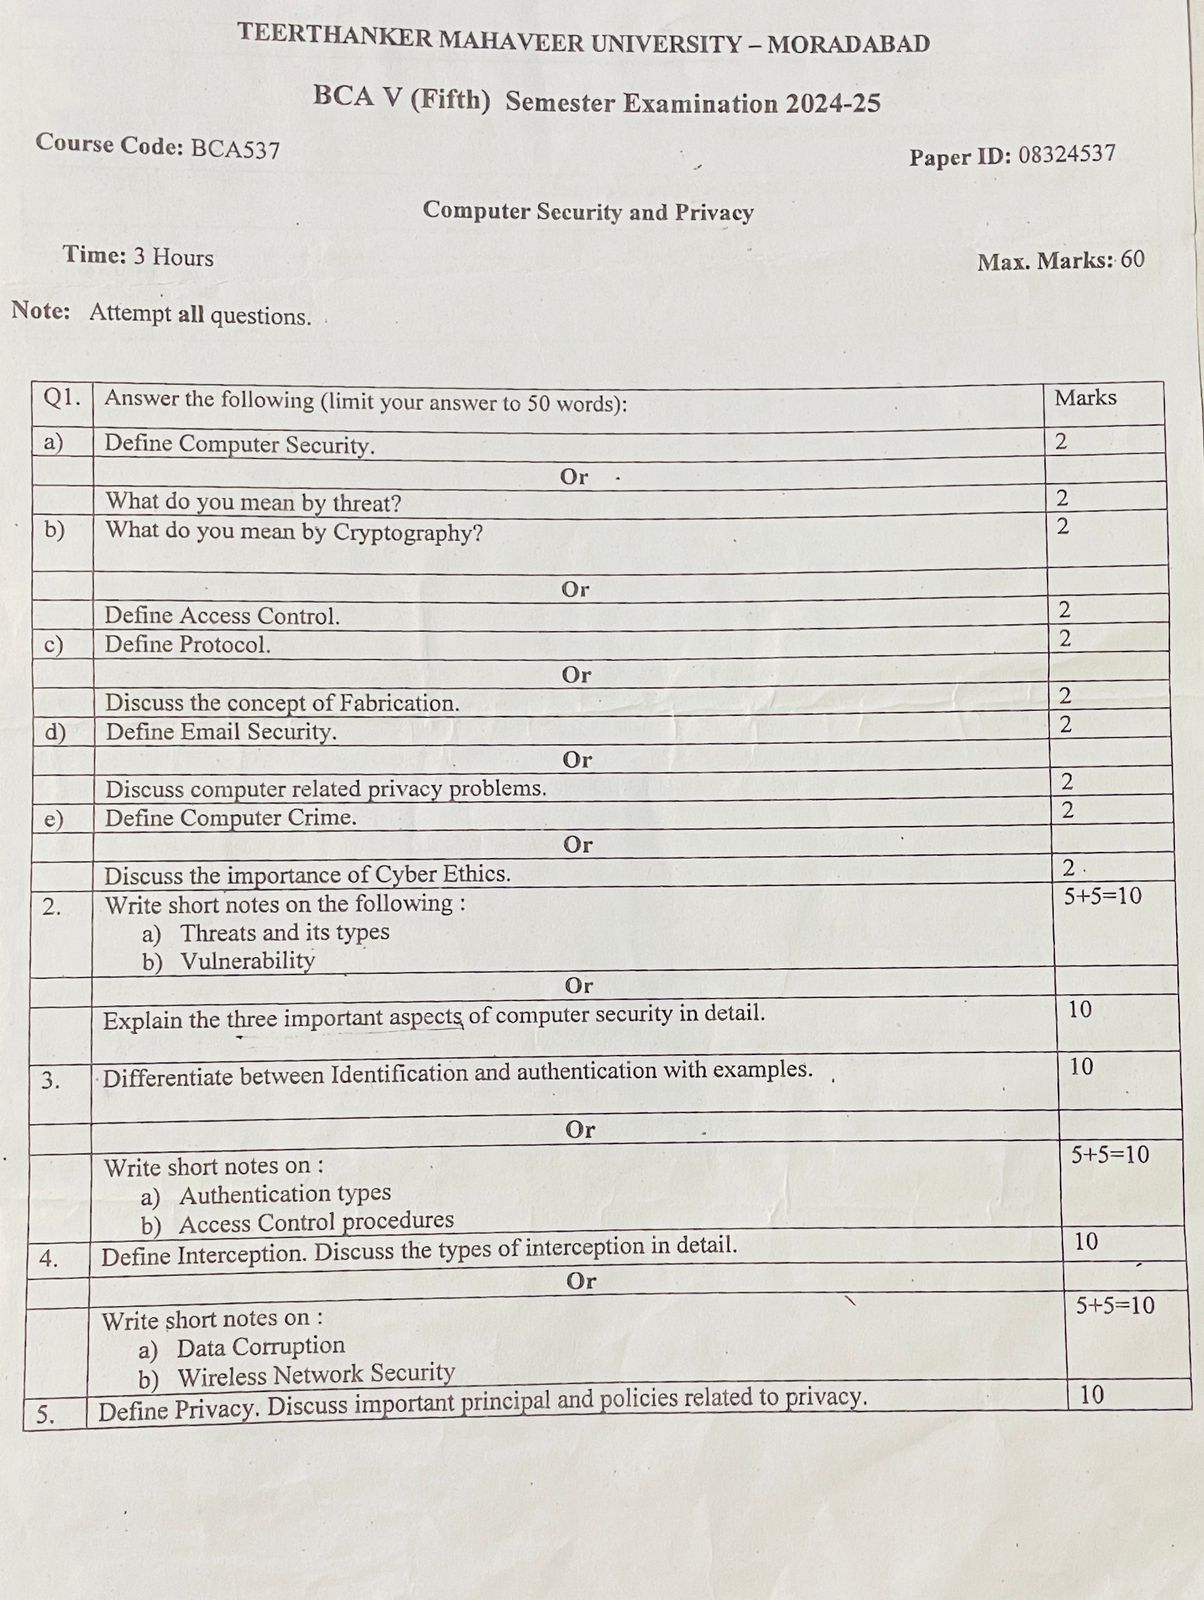 TEERTHANKER MAHAVEER UNIVERSITY – MORADABAD
BCA V (Fifth) Semester Examination 2024-25
Course Code: BCA537
Paper ID: 08324537
Computer Security and Privacy
Time: 3 Hours
Max. Marks: 60
Note: Attempt all questions.
Q1. Answer the following (limit your answer to 50 words): Marks
a) Define Computer Security. 2
Or
What do you mean by threat? 2
b) What do you mean by Cryptography? 2
Or
Define Access Control. 2
c) Define Protocol. 2
Or
Discuss the concept of Fabrication. 2
d) Define Email Security. 2
Or
Discuss computer related privacy problems. 2
e) Define Computer Crime. 2
Or
Discuss the importance of Cyber Ethics. 2
2. Write short notes on the following : 5+5=10
a) Threats and its types
b) Vulnerability
Or
Explain the three important aspects of computer security in detail. 10
3. Differentiate between Identification and authentication with examples. 10
Or
Write short notes on : 5+5=10
a) Authentication types
b) Access Control procedures
4. Define Interception. Discuss the types of interception in detail. 10
Or
Write short notes on : 5+5=10
a) Data Corruption
b) Wireless Network Security
5. Define Privacy. Discuss important principal and policies related to privacy. 10